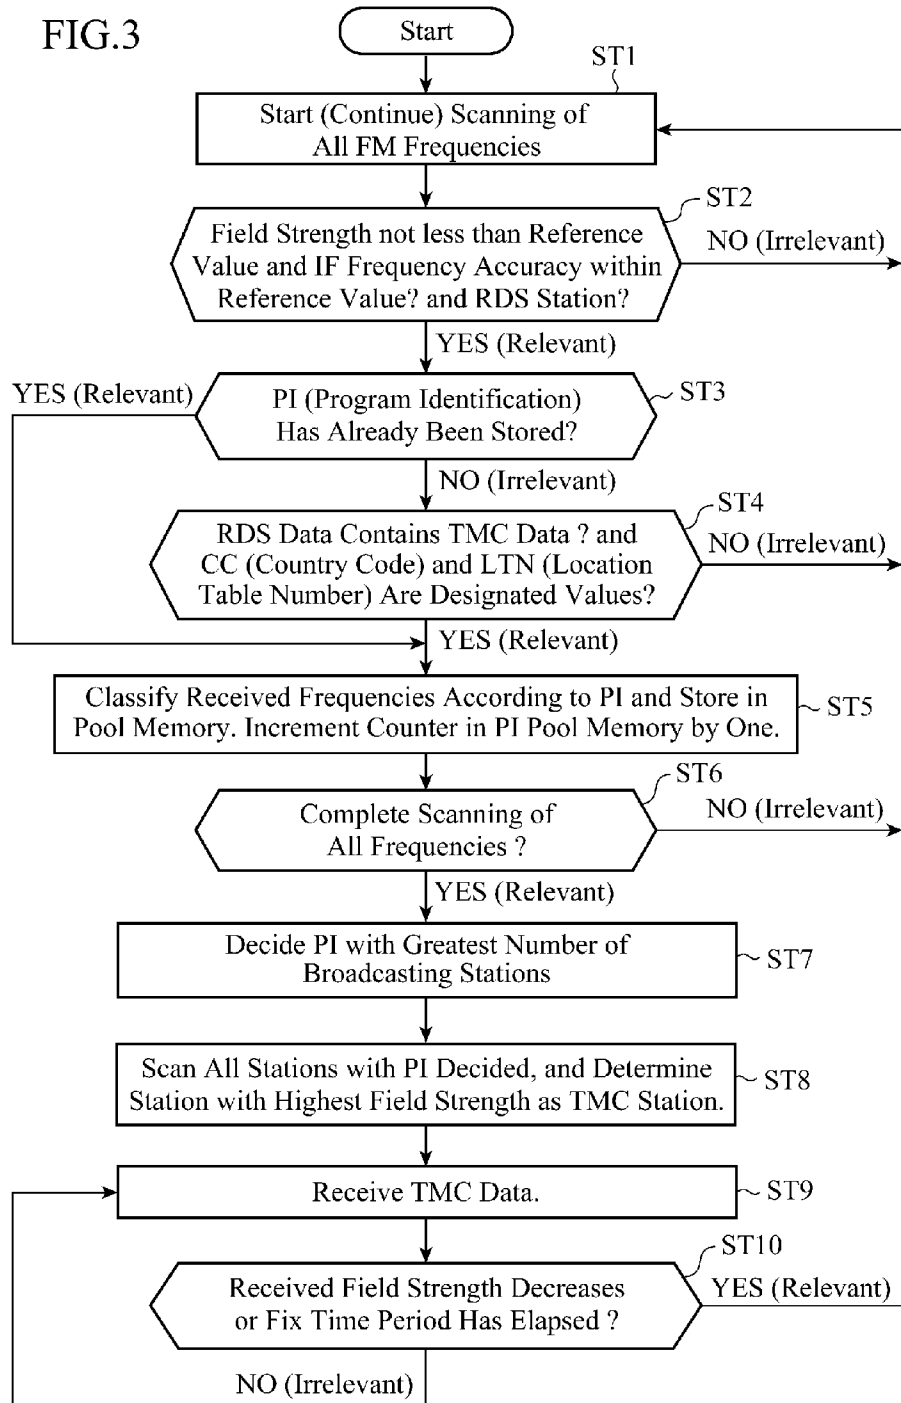 FIG.3
Start
ST1
Start (Continue) Scanning of
All FM Frequencies
ST2
Field Strength not less than Reference
Value and IF Frequency Accuracy within
Reference Value? and RDS Station?
NO (Irrelevant)
YES (Relevant)
YES (Relevant)
ST3
PI (Program Identification)
Has Already Been Stored?
NO (Irrelevant)
ST4
RDS Data Contains TMC Data ? and
CC (Country Code) and LTN (Location
Table Number) Are Designated Values?
NO (Irrelevant)
YES (Relevant)
Classify Received Frequencies According to PI and Store in
Pool Memory. Increment Counter in PI Pool Memory by One.
ST5
ST6
Complete Scanning of
All Frequencies ?
NO (Irrelevant)
YES (Relevant)
Decide PI with Greatest Number of
Broadcasting Stations
ST7
Scan All Stations with PI Decided, and Determine
Station with Highest Field Strength as TMC Station.
ST8
Receive TMC Data.
ST9
ST10
Received Field Strength Decreases
or Fix Time Period Has Elapsed ?
YES (Relevant)
NO (Irrelevant)